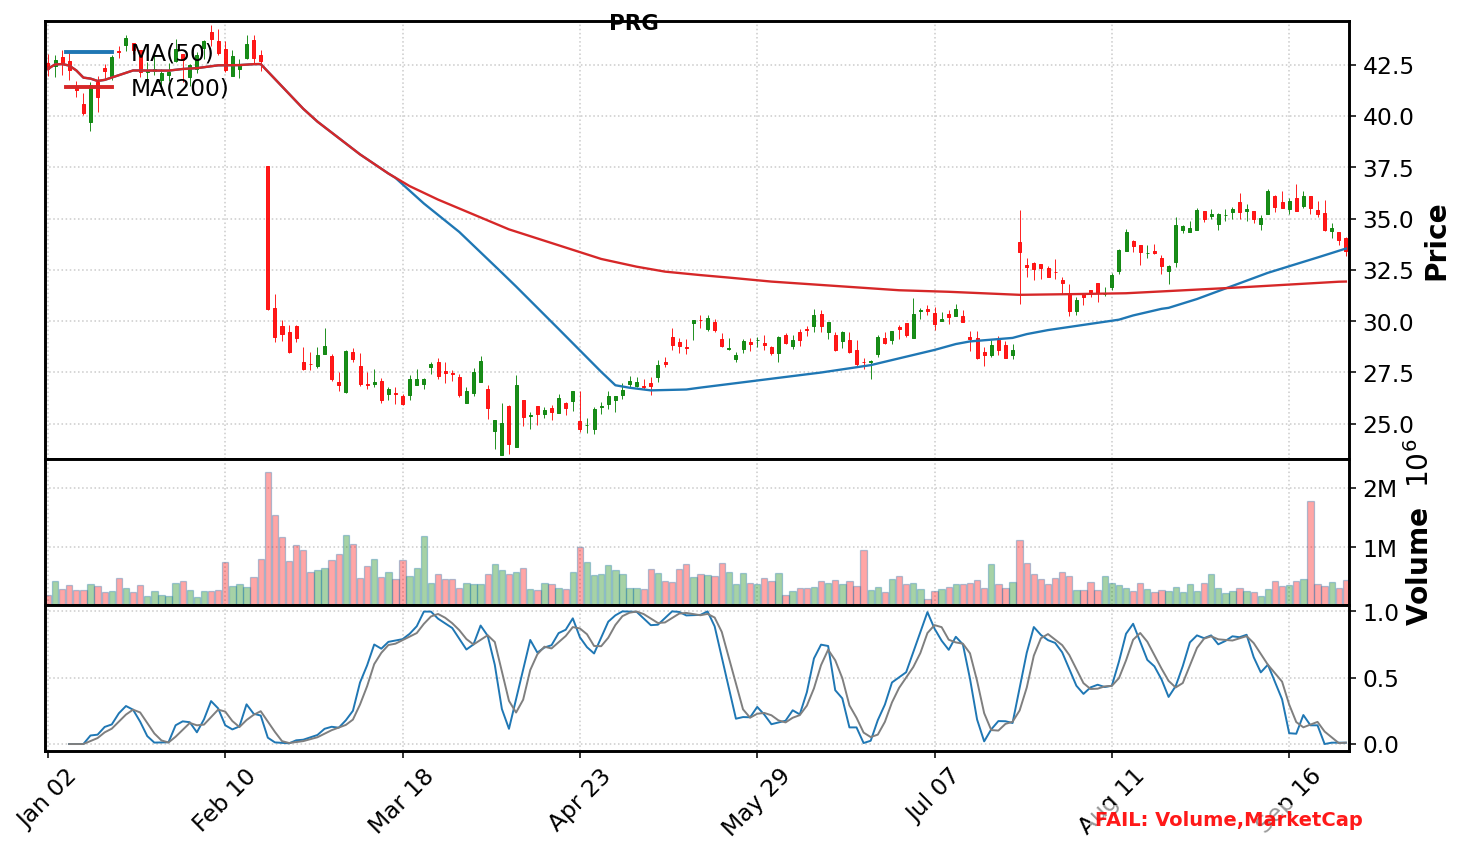 PRG
MA(50)
MA(200)
42.5
40.0
37.5
35.0
32.5
30.0
27.5
25.0
Price
10⁶
2M
1M
Volume
1.0
0.5
0.0
Jan 02
Feb 10
Mar 18
Apr 23
May 29
Jul 07
Aug 11
Sep 16
FAIL: Volume,MarketCap